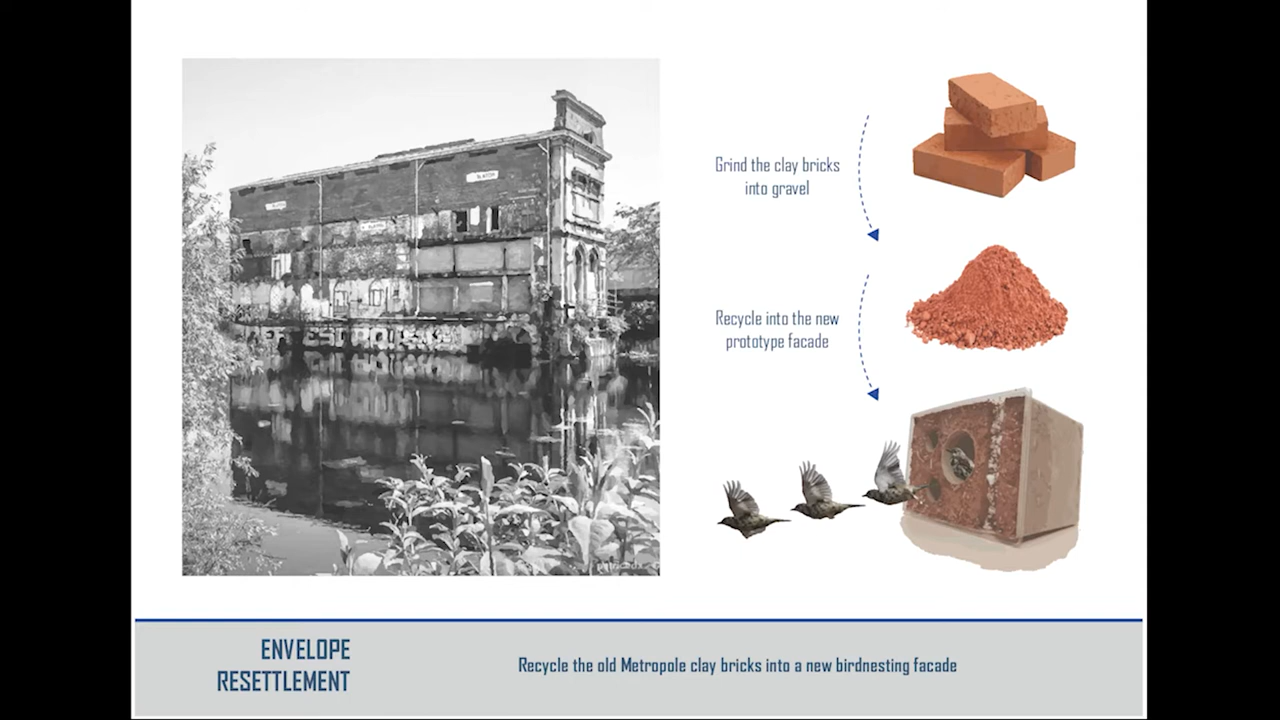 Grind the clay bricks
into gravel
Recycle into the new
prototype facade
ENVELOPE
RESETTLEMENT
Recycle the old Metropole clay bricks into a new birdnesting facade